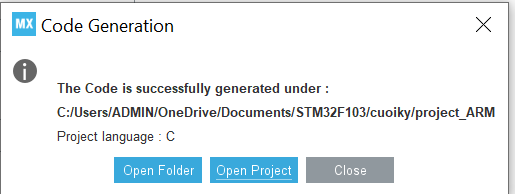 MX Code Generation
The Code is successfully generated under :
C:/Users/ADMIN/OneDrive/Documents/STM32F103/cuoiky/project_ARM
Project language : C
Open Folder Open Project Close